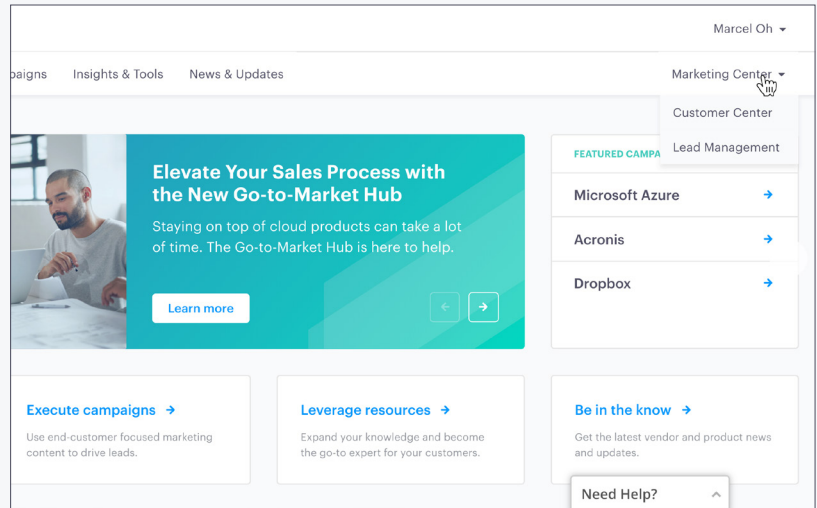 Marcel Oh
paigns Insights & Tools News & Updates Marketing Center
Customer Center
Lead Management
Elevate Your Sales Process with
the New Go-to-Market Hub
Staying on top of cloud products can take a lot
of time. The Go-to-Market Hub is here to help.
Learn more
FEATURED CAMPA
Microsoft Azure
Acronis
Dropbox
Execute campaigns
Use end-customer focused marketing
content to drive leads.
Leverage resources
Expand your knowledge and become
the go-to expert for your customers.
Be in the know
Get the latest vendor and product news
and updates.
Need Help?